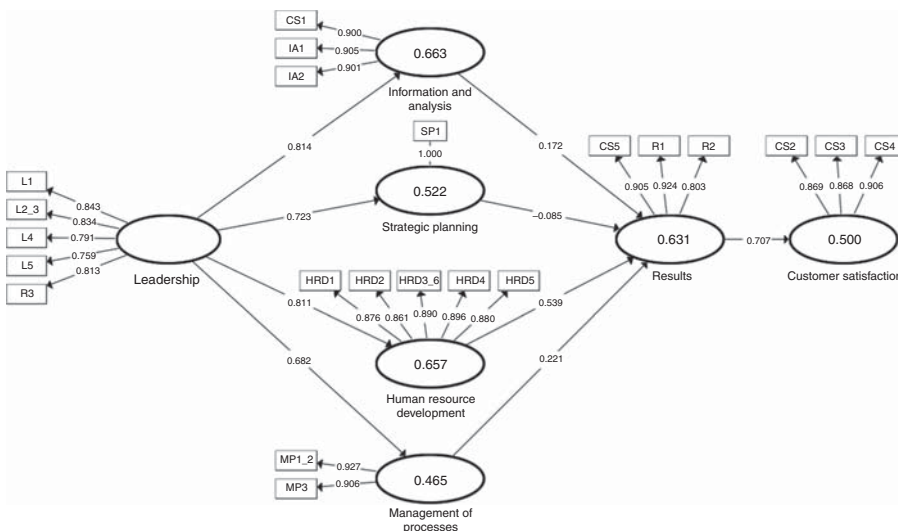 CS1
0.900
IA1
0.905
0.663
IA2
0.901
Information and
analysis
SP1
0.814
1.000
0.172
CS5
R1
R2
CS2
CS3
CS4
L1
0.843
0.522
0.905
0.924
0.803
0.869
0.868
0.906
L2_3
0.834
0.723
Strategic planning
−0.085
L4
0.791
0.631
0.707
0.500
L5
0.759
Leadership
Results
Customer satisfaction
R3
0.813
HRD1
HRD2
HRD3_6
HRD4
HRD5
0.811
0.876
0.861
0.890
0.896
0.880
0.539
0.682
0.657
0.221
Human resource
development
MP1_2
0.927
0.465
MP3
0.906
Management of
processes